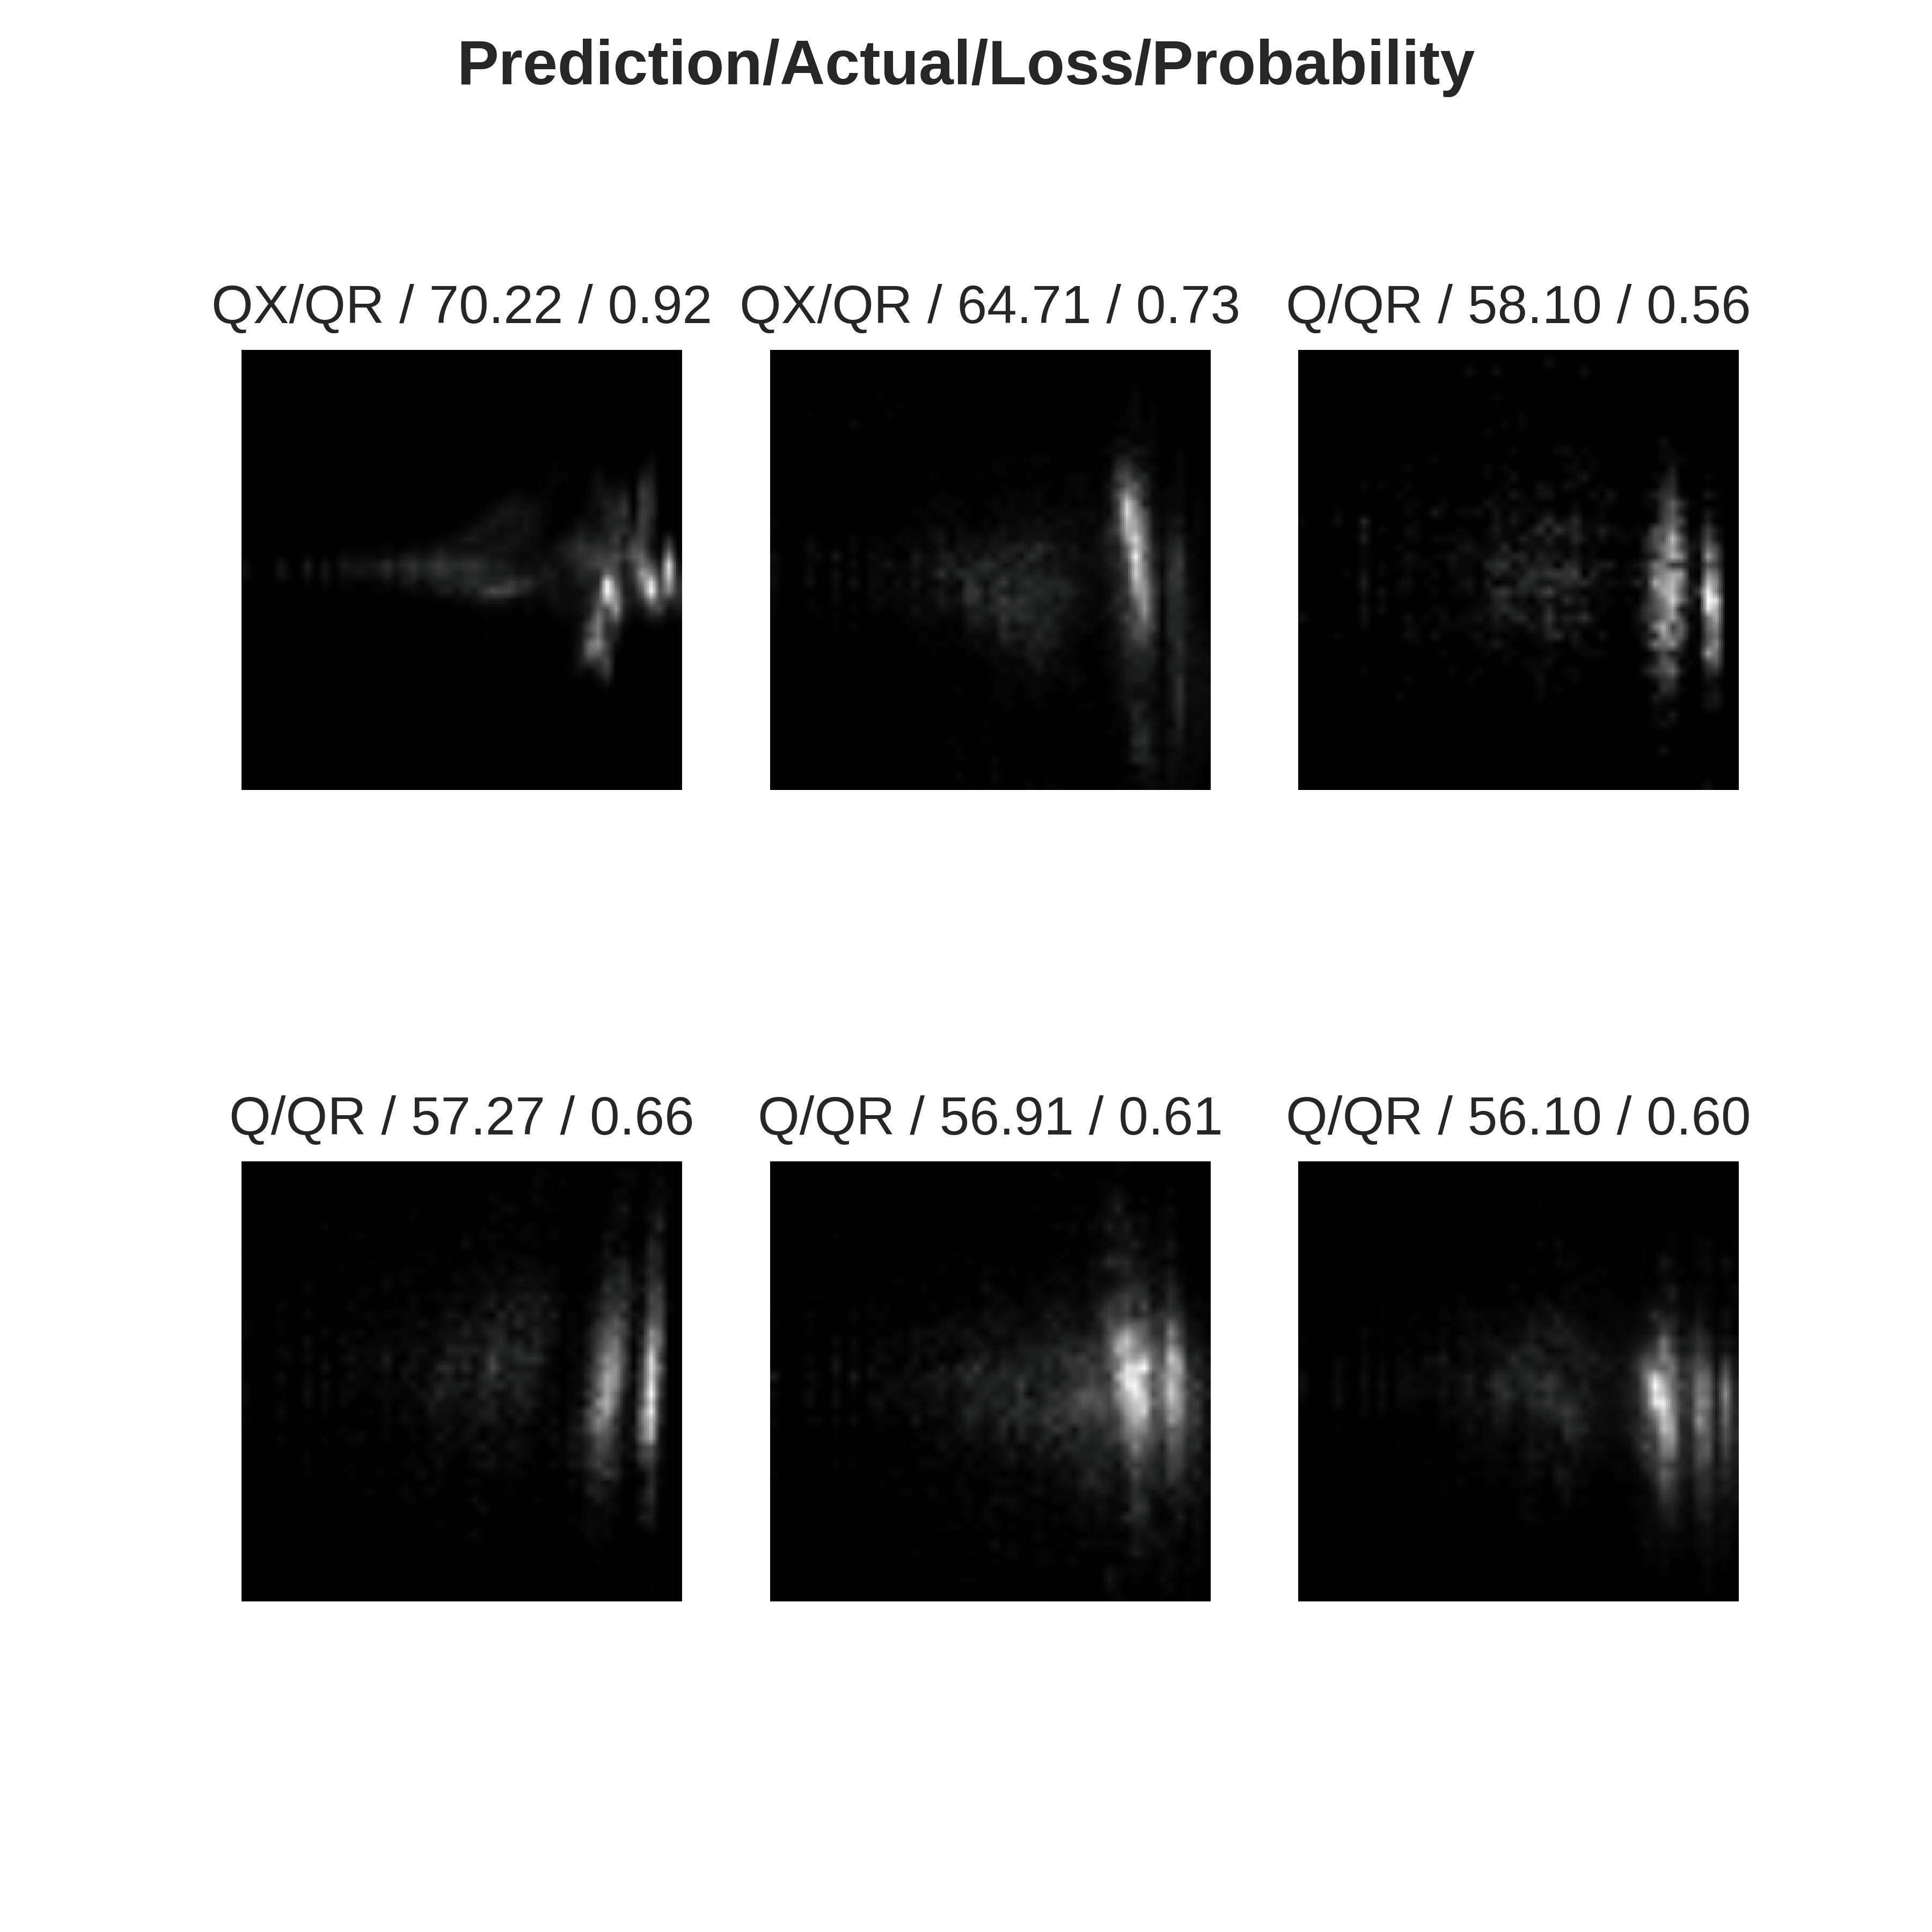 Prediction/Actual/Loss/Probability
QX/QR / 70.22 / 0.92
QX/QR / 64.71 / 0.73
Q/QR / 58.10 / 0.56
Q/QR / 57.27 / 0.66
Q/QR / 56.91 / 0.61
Q/QR / 56.10 / 0.60